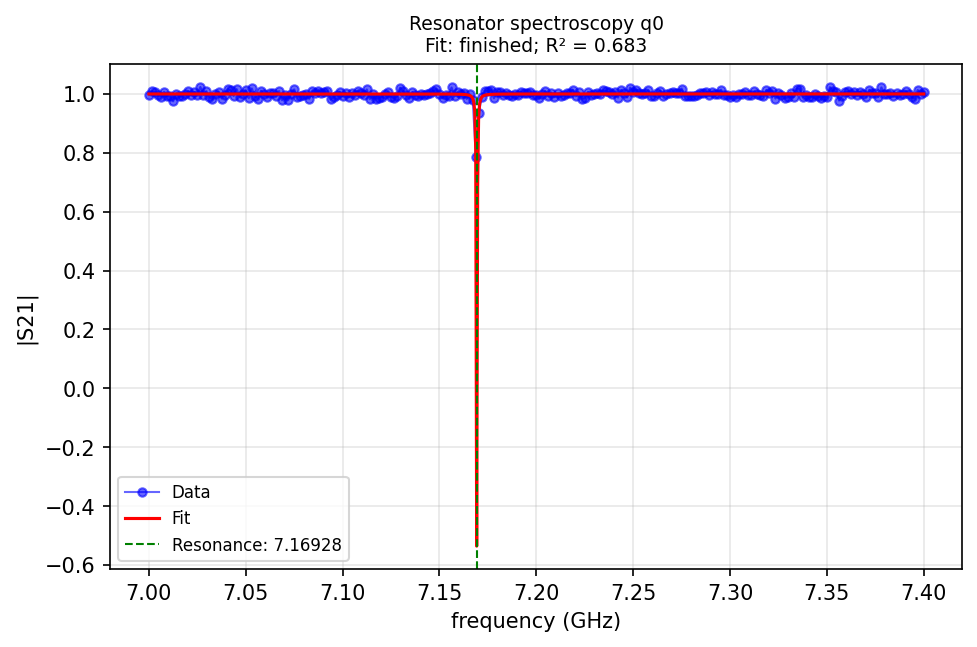 Resonator spectroscopy q0
Fit: finished; R² = 0.683
|S21|
1.0
0.8
0.6
0.4
0.2
0.0
−0.2
−0.4
−0.6
Data
Fit
Resonance: 7.16928
7.00 7.05 7.10 7.15 7.20 7.25 7.30 7.35 7.40
frequency (GHz)